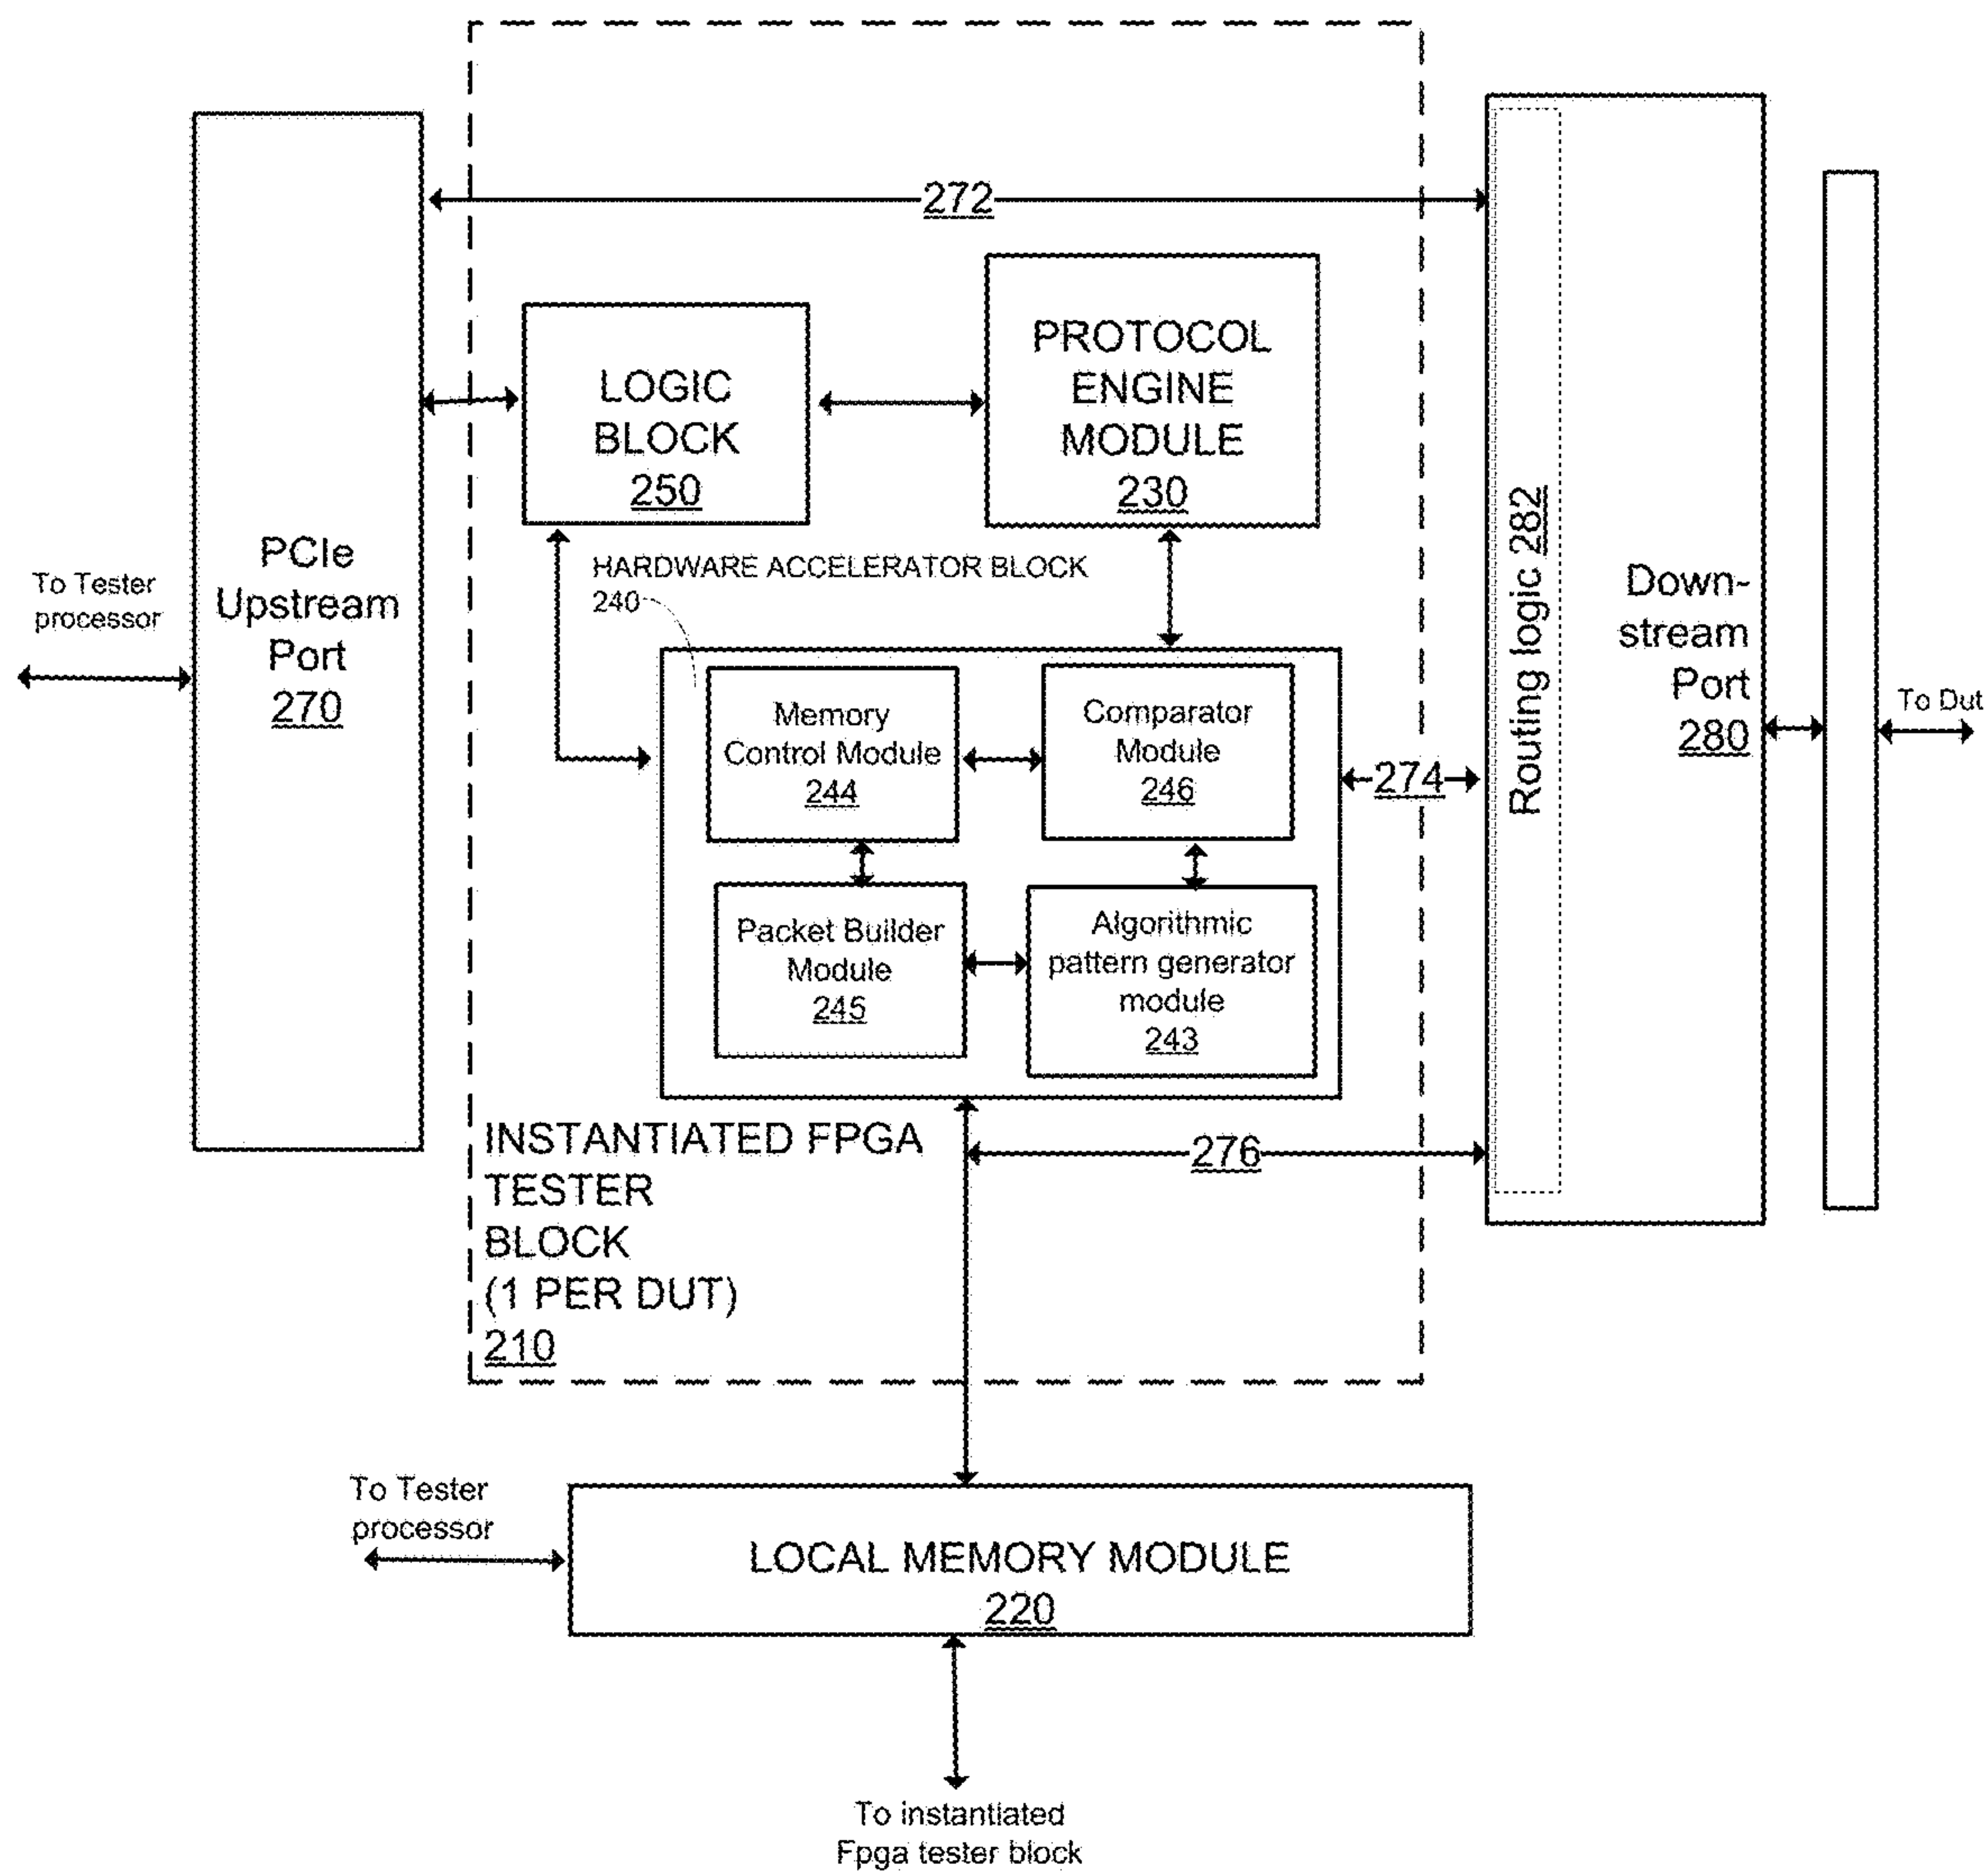 272
PROTOCOL
ENGINE
MODULE
230
LOGIC
BLOCK
250
HARDWARE ACCELERATOR BLOCK
240
PCIe
Upstream
Port
270
To Tester
processor
Routing logic 282
Down-
stream
Port
280
To Dut
Memory
Control Module
244
Comparator
Module
246
274
Packet Builder
Module
245
Algorithmic
pattern generator
module
243
276
INSTANTIATED FPGA
TESTER
BLOCK
(1 PER DUT)
210
To Tester
processor
LOCAL MEMORY MODULE
220
To instantiated
Fpga tester block